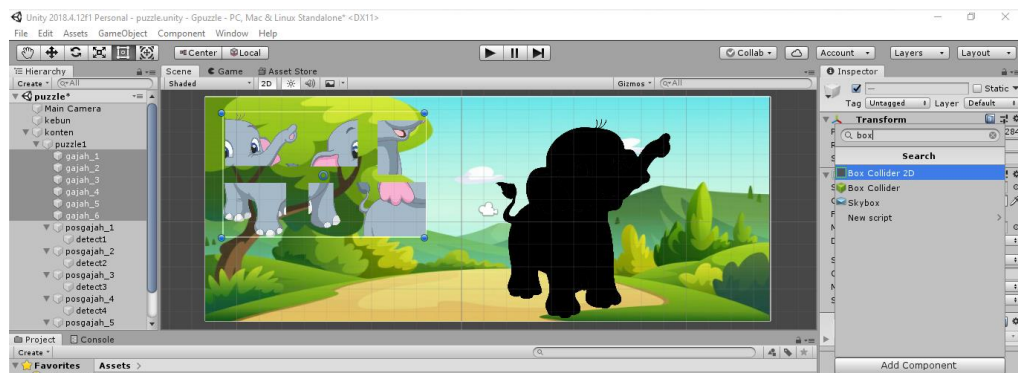 Unity 2018.4.12f1 Personal - puzzle.unity - Gpuzzle - PC, Mac & Linux Standalone* <DX11>
File Edit Assets GameObject Component Window Help
Center Local Collab Account Layers Layout
Hierarchy Scene Game Asset Store Inspector
Create All Shaded 2D Gizmos All Static
puzzle*
Main Camera
Tag Untagged Layer Default
kebun
konten
Transform
puzzle1
box
gajah_1
Search
gajah_2
Box Collider 2D
gajah_3
Box Collider
gajah_4
Skybox
gajah_5
New script
gajah_6
posgajah_1
detect1
posgajah_2
detect2
posgajah_3
detect3
posgajah_4
detect4
posgajah_5
Project Console
Create
Favorites Assets >
Add Component